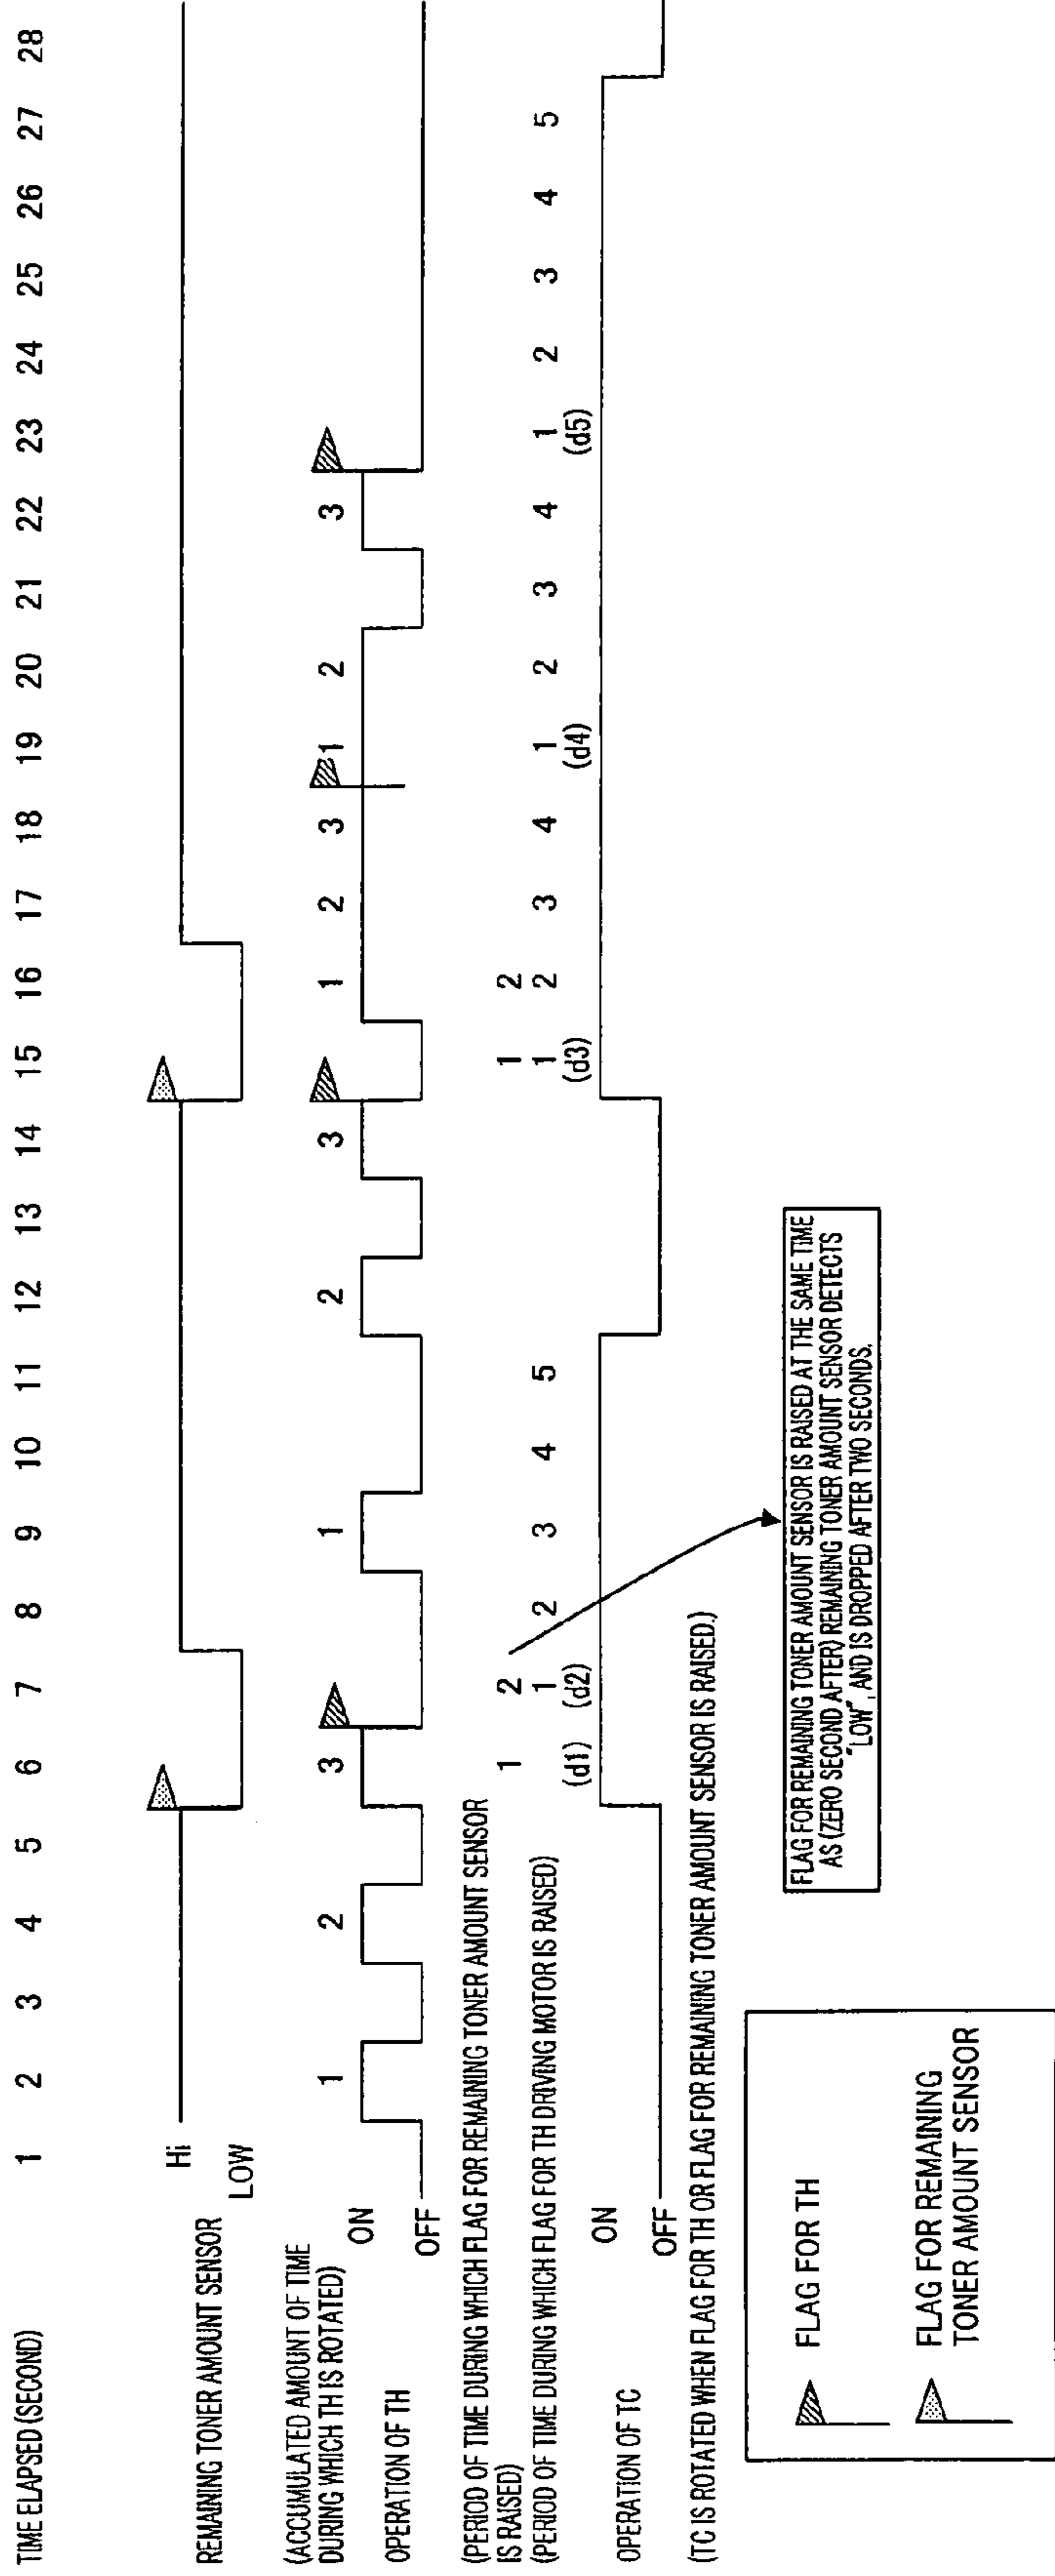 TIME ELAPSED (SECOND) 1 2 3 4 5 6 7 8 9 10 11 12 13 14 15 16 17 18 19 20 21 22 23 24 25 26 27 28
Hi
REMAINING TONER AMOUNT SENSOR
LOW
(ACCUMULATED AMOUNT OF TIME
DURING WHICH TH IS ROTATED) 1 2 3 1 2 3 1 2 3 1 2 3
ON
OPERATION OF TH
OFF
(PERIOD OF TIME DURING WHICH FLAG FOR REMAINING TONER AMOUNT SENSOR
IS RAISED) 1 2 1 2
(PERIOD OF TIME DURING WHICH FLAG FOR TH DRIVING MOTOR IS RAISED) 1 2 3 4 5 1 2 3 4 1 2 3 4 1 2 3 4 5
(d1) (d2) (d3) (d4) (d5)
ON
OPERATION OF TC
OFF
(TC IS ROTATED WHEN FLAG FOR TH OR FLAG FOR REMAINING TONER AMOUNT SENSOR IS RAISED.)
FLAG FOR REMAINING TONER AMOUNT SENSOR IS RAISED AT THE SAME TIME
AS (ZERO SECOND AFTER) REMAINING TONER AMOUNT SENSOR DETECTS
"LOW", AND IS DROPPED AFTER TWO SECONDS.
FLAG FOR TH
FLAG FOR REMAINING
TONER AMOUNT SENSOR